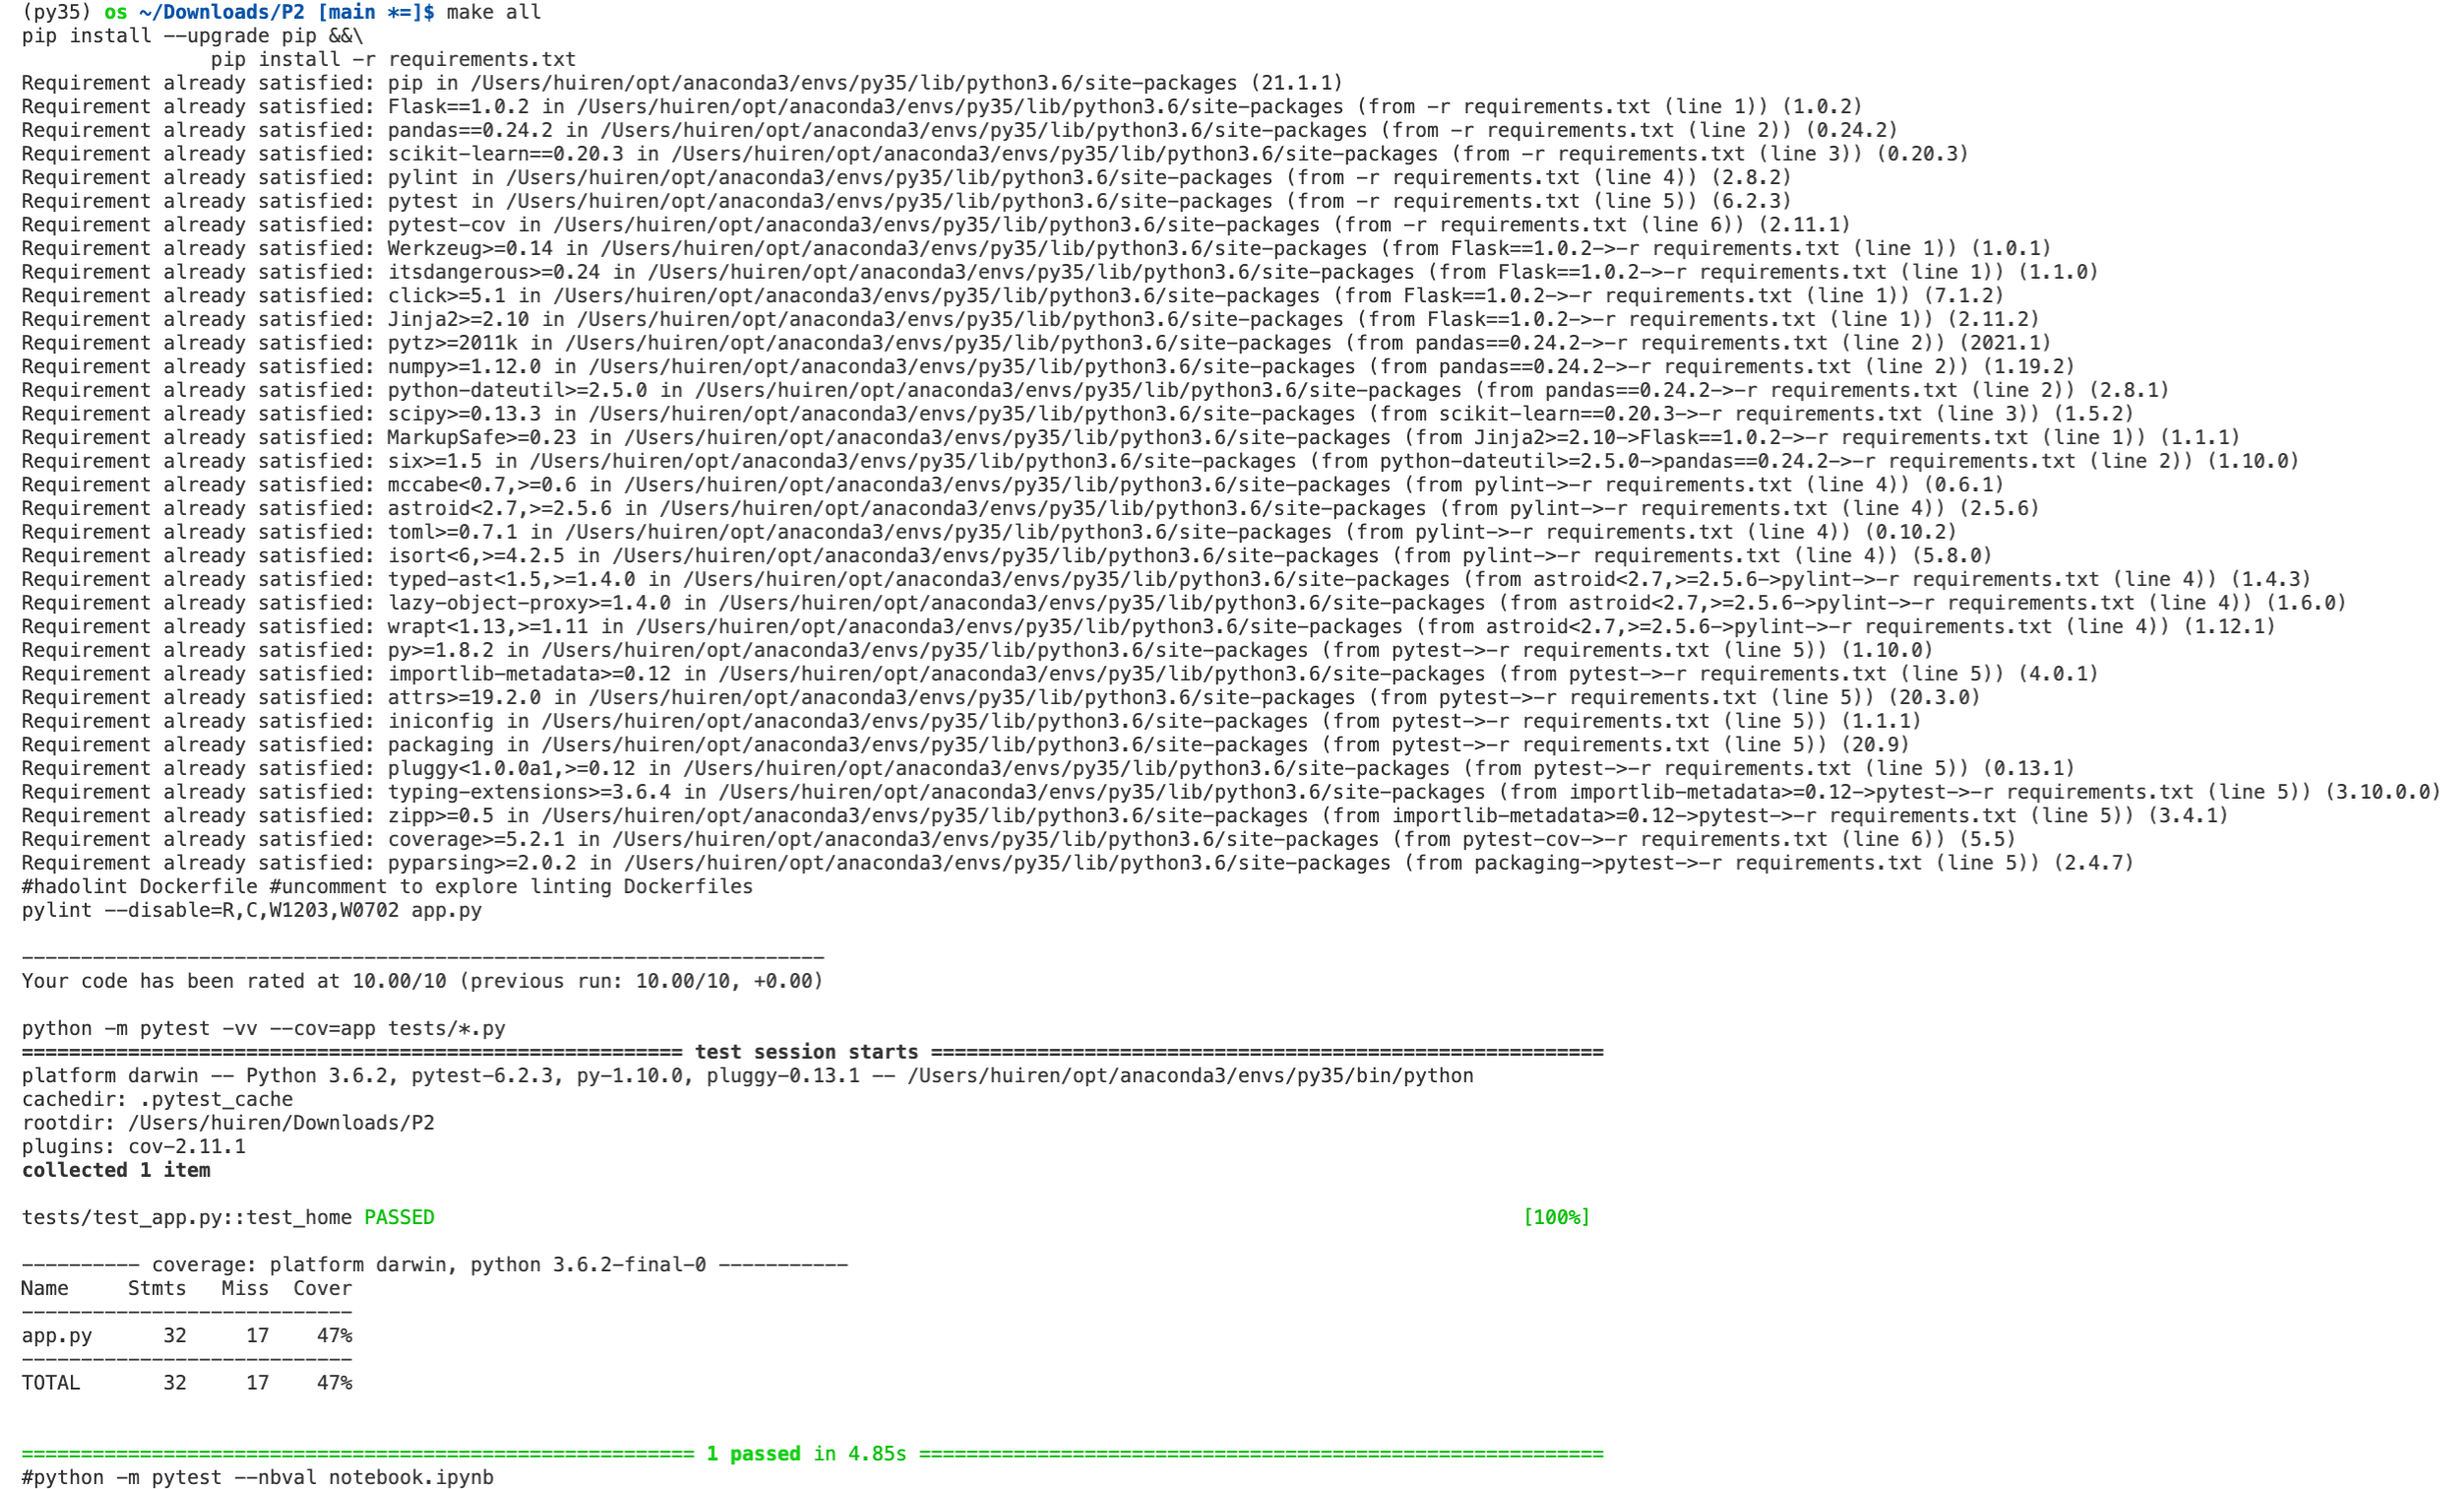 (py35) os ~/Downloads/P2 [main *=]$ make all
pip install --upgrade pip &&\
                pip install -r requirements.txt
Requirement already satisfied: pip in /Users/huiren/opt/anaconda3/envs/py35/lib/python3.6/site-packages (21.1.1)
Requirement already satisfied: Flask==1.0.2 in /Users/huiren/opt/anaconda3/envs/py35/lib/python3.6/site-packages (from -r requirements.txt (line 1)) (1.0.2)
Requirement already satisfied: pandas==0.24.2 in /Users/huiren/opt/anaconda3/envs/py35/lib/python3.6/site-packages (from -r requirements.txt (line 2)) (0.24.2)
Requirement already satisfied: scikit-learn==0.20.3 in /Users/huiren/opt/anaconda3/envs/py35/lib/python3.6/site-packages (from -r requirements.txt (line 3)) (0.20.3)
Requirement already satisfied: pylint in /Users/huiren/opt/anaconda3/envs/py35/lib/python3.6/site-packages (from -r requirements.txt (line 4)) (2.8.2)
Requirement already satisfied: pytest in /Users/huiren/opt/anaconda3/envs/py35/lib/python3.6/site-packages (from -r requirements.txt (line 5)) (6.2.3)
Requirement already satisfied: pytest-cov in /Users/huiren/opt/anaconda3/envs/py35/lib/python3.6/site-packages (from -r requirements.txt (line 6)) (2.11.1)
Requirement already satisfied: Werkzeug>=0.14 in /Users/huiren/opt/anaconda3/envs/py35/lib/python3.6/site-packages (from Flask==1.0.2->-r requirements.txt (line 1)) (1.0.1)
Requirement already satisfied: itsdangerous>=0.24 in /Users/huiren/opt/anaconda3/envs/py35/lib/python3.6/site-packages (from Flask==1.0.2->-r requirements.txt (line 1)) (1.1.0)
Requirement already satisfied: click>=5.1 in /Users/huiren/opt/anaconda3/envs/py35/lib/python3.6/site-packages (from Flask==1.0.2->-r requirements.txt (line 1)) (7.1.2)
Requirement already satisfied: Jinja2>=2.10 in /Users/huiren/opt/anaconda3/envs/py35/lib/python3.6/site-packages (from Flask==1.0.2->-r requirements.txt (line 1)) (2.11.2)
Requirement already satisfied: pytz>=2011k in /Users/huiren/opt/anaconda3/envs/py35/lib/python3.6/site-packages (from pandas==0.24.2->-r requirements.txt (line 2)) (2021.1)
Requirement already satisfied: numpy>=1.12.0 in /Users/huiren/opt/anaconda3/envs/py35/lib/python3.6/site-packages (from pandas==0.24.2->-r requirements.txt (line 2)) (1.19.2)
Requirement already satisfied: python-dateutil>=2.5.0 in /Users/huiren/opt/anaconda3/envs/py35/lib/python3.6/site-packages (from pandas==0.24.2->-r requirements.txt (line 2)) (2.8.1)
Requirement already satisfied: scipy>=0.13.3 in /Users/huiren/opt/anaconda3/envs/py35/lib/python3.6/site-packages (from scikit-learn==0.20.3->-r requirements.txt (line 3)) (1.5.2)
Requirement already satisfied: MarkupSafe>=0.23 in /Users/huiren/opt/anaconda3/envs/py35/lib/python3.6/site-packages (from Jinja2>=2.10->Flask==1.0.2->-r requirements.txt (line 1)) (1.1.1)
Requirement already satisfied: six>=1.5 in /Users/huiren/opt/anaconda3/envs/py35/lib/python3.6/site-packages (from python-dateutil>=2.5.0->pandas==0.24.2->-r requirements.txt (line 2)) (1.10.0)
Requirement already satisfied: mccabe<0.7,>=0.6 in /Users/huiren/opt/anaconda3/envs/py35/lib/python3.6/site-packages (from pylint->-r requirements.txt (line 4)) (0.6.1)
Requirement already satisfied: astroid<2.7,>=2.5.6 in /Users/huiren/opt/anaconda3/envs/py35/lib/python3.6/site-packages (from pylint->-r requirements.txt (line 4)) (2.5.6)
Requirement already satisfied: toml>=0.7.1 in /Users/huiren/opt/anaconda3/envs/py35/lib/python3.6/site-packages (from pylint->-r requirements.txt (line 4)) (0.10.2)
Requirement already satisfied: isort<6,>=4.2.5 in /Users/huiren/opt/anaconda3/envs/py35/lib/python3.6/site-packages (from pylint->-r requirements.txt (line 4)) (5.8.0)
Requirement already satisfied: typed-ast<1.5,>=1.4.0 in /Users/huiren/opt/anaconda3/envs/py35/lib/python3.6/site-packages (from astroid<2.7,>=2.5.6->pylint->-r requirements.txt (line 4)) (1.4.3)
Requirement already satisfied: lazy-object-proxy>=1.4.0 in /Users/huiren/opt/anaconda3/envs/py35/lib/python3.6/site-packages (from astroid<2.7,>=2.5.6->pylint->-r requirements.txt (line 4)) (1.6.0)
Requirement already satisfied: wrapt<1.13,>=1.11 in /Users/huiren/opt/anaconda3/envs/py35/lib/python3.6/site-packages (from astroid<2.7,>=2.5.6->pylint->-r requirements.txt (line 4)) (1.12.1)
Requirement already satisfied: py>=1.8.2 in /Users/huiren/opt/anaconda3/envs/py35/lib/python3.6/site-packages (from pytest->-r requirements.txt (line 5)) (1.10.0)
Requirement already satisfied: importlib-metadata>=0.12 in /Users/huiren/opt/anaconda3/envs/py35/lib/python3.6/site-packages (from pytest->-r requirements.txt (line 5)) (4.0.1)
Requirement already satisfied: attrs>=19.2.0 in /Users/huiren/opt/anaconda3/envs/py35/lib/python3.6/site-packages (from pytest->-r requirements.txt (line 5)) (20.3.0)
Requirement already satisfied: iniconfig in /Users/huiren/opt/anaconda3/envs/py35/lib/python3.6/site-packages (from pytest->-r requirements.txt (line 5)) (1.1.1)
Requirement already satisfied: packaging in /Users/huiren/opt/anaconda3/envs/py35/lib/python3.6/site-packages (from pytest->-r requirements.txt (line 5)) (20.9)
Requirement already satisfied: pluggy<1.0.0a1,>=0.12 in /Users/huiren/opt/anaconda3/envs/py35/lib/python3.6/site-packages (from pytest->-r requirements.txt (line 5)) (0.13.1)
Requirement already satisfied: typing-extensions>=3.6.4 in /Users/huiren/opt/anaconda3/envs/py35/lib/python3.6/site-packages (from importlib-metadata>=0.12->pytest->-r requirements.txt (line 5)) (3.10.0.0)
Requirement already satisfied: zipp>=0.5 in /Users/huiren/opt/anaconda3/envs/py35/lib/python3.6/site-packages (from importlib-metadata>=0.12->pytest->-r requirements.txt (line 5)) (3.4.1)
Requirement already satisfied: coverage>=5.2.1 in /Users/huiren/opt/anaconda3/envs/py35/lib/python3.6/site-packages (from pytest-cov->-r requirements.txt (line 6)) (5.5)
Requirement already satisfied: pyparsing>=2.0.2 in /Users/huiren/opt/anaconda3/envs/py35/lib/python3.6/site-packages (from packaging->pytest->-r requirements.txt (line 5)) (2.4.7)
#hadolint Dockerfile #uncomment to explore linting Dockerfiles
pylint --disable=R,C,W1203,W0702 app.py
--------------------------------------------------------------------
Your code has been rated at 10.00/10 (previous run: 10.00/10, +0.00)
python -m pytest -vv --cov=app tests/*.py
======================================================== test session starts =========================================================
platform darwin -- Python 3.6.2, pytest-6.2.3, py-1.10.0, pluggy-0.13.1 -- /Users/huiren/opt/anaconda3/envs/py35/bin/python
cachedir: .pytest_cache
rootdir: /Users/huiren/Downloads/P2
plugins: cov-2.11.1
collected 1 item
tests/test_app.py::test_home PASSED [100%]
---------- coverage: platform darwin, python 3.6.2-final-0 -----------
Name     Stmts   Miss  Cover
----------------------------
app.py      32     17    47%
----------------------------
TOTAL       32     17    47%
========================================================= 1 passed in 4.85s ==========================================================
#python -m pytest --nbval notebook.ipynb